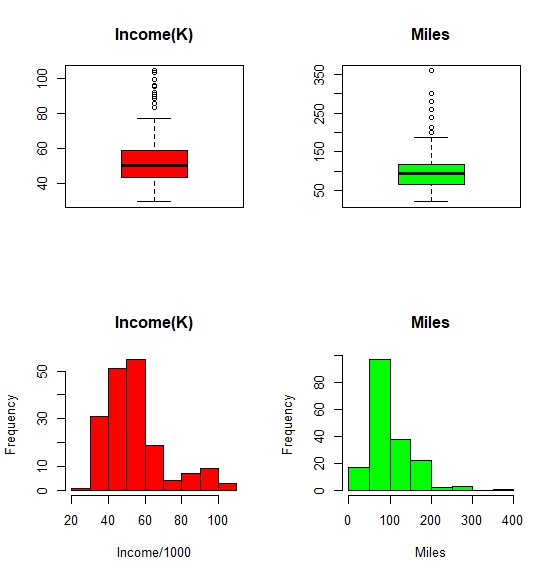 Income(K)
Miles
40 60 80 100
50 150 250 350
Income(K)
Miles
Frequency
0 10 30 50
20 40 60 80 100
Income/1000
Frequency
0 20 40 60 80
0 100 200 300 400
Miles